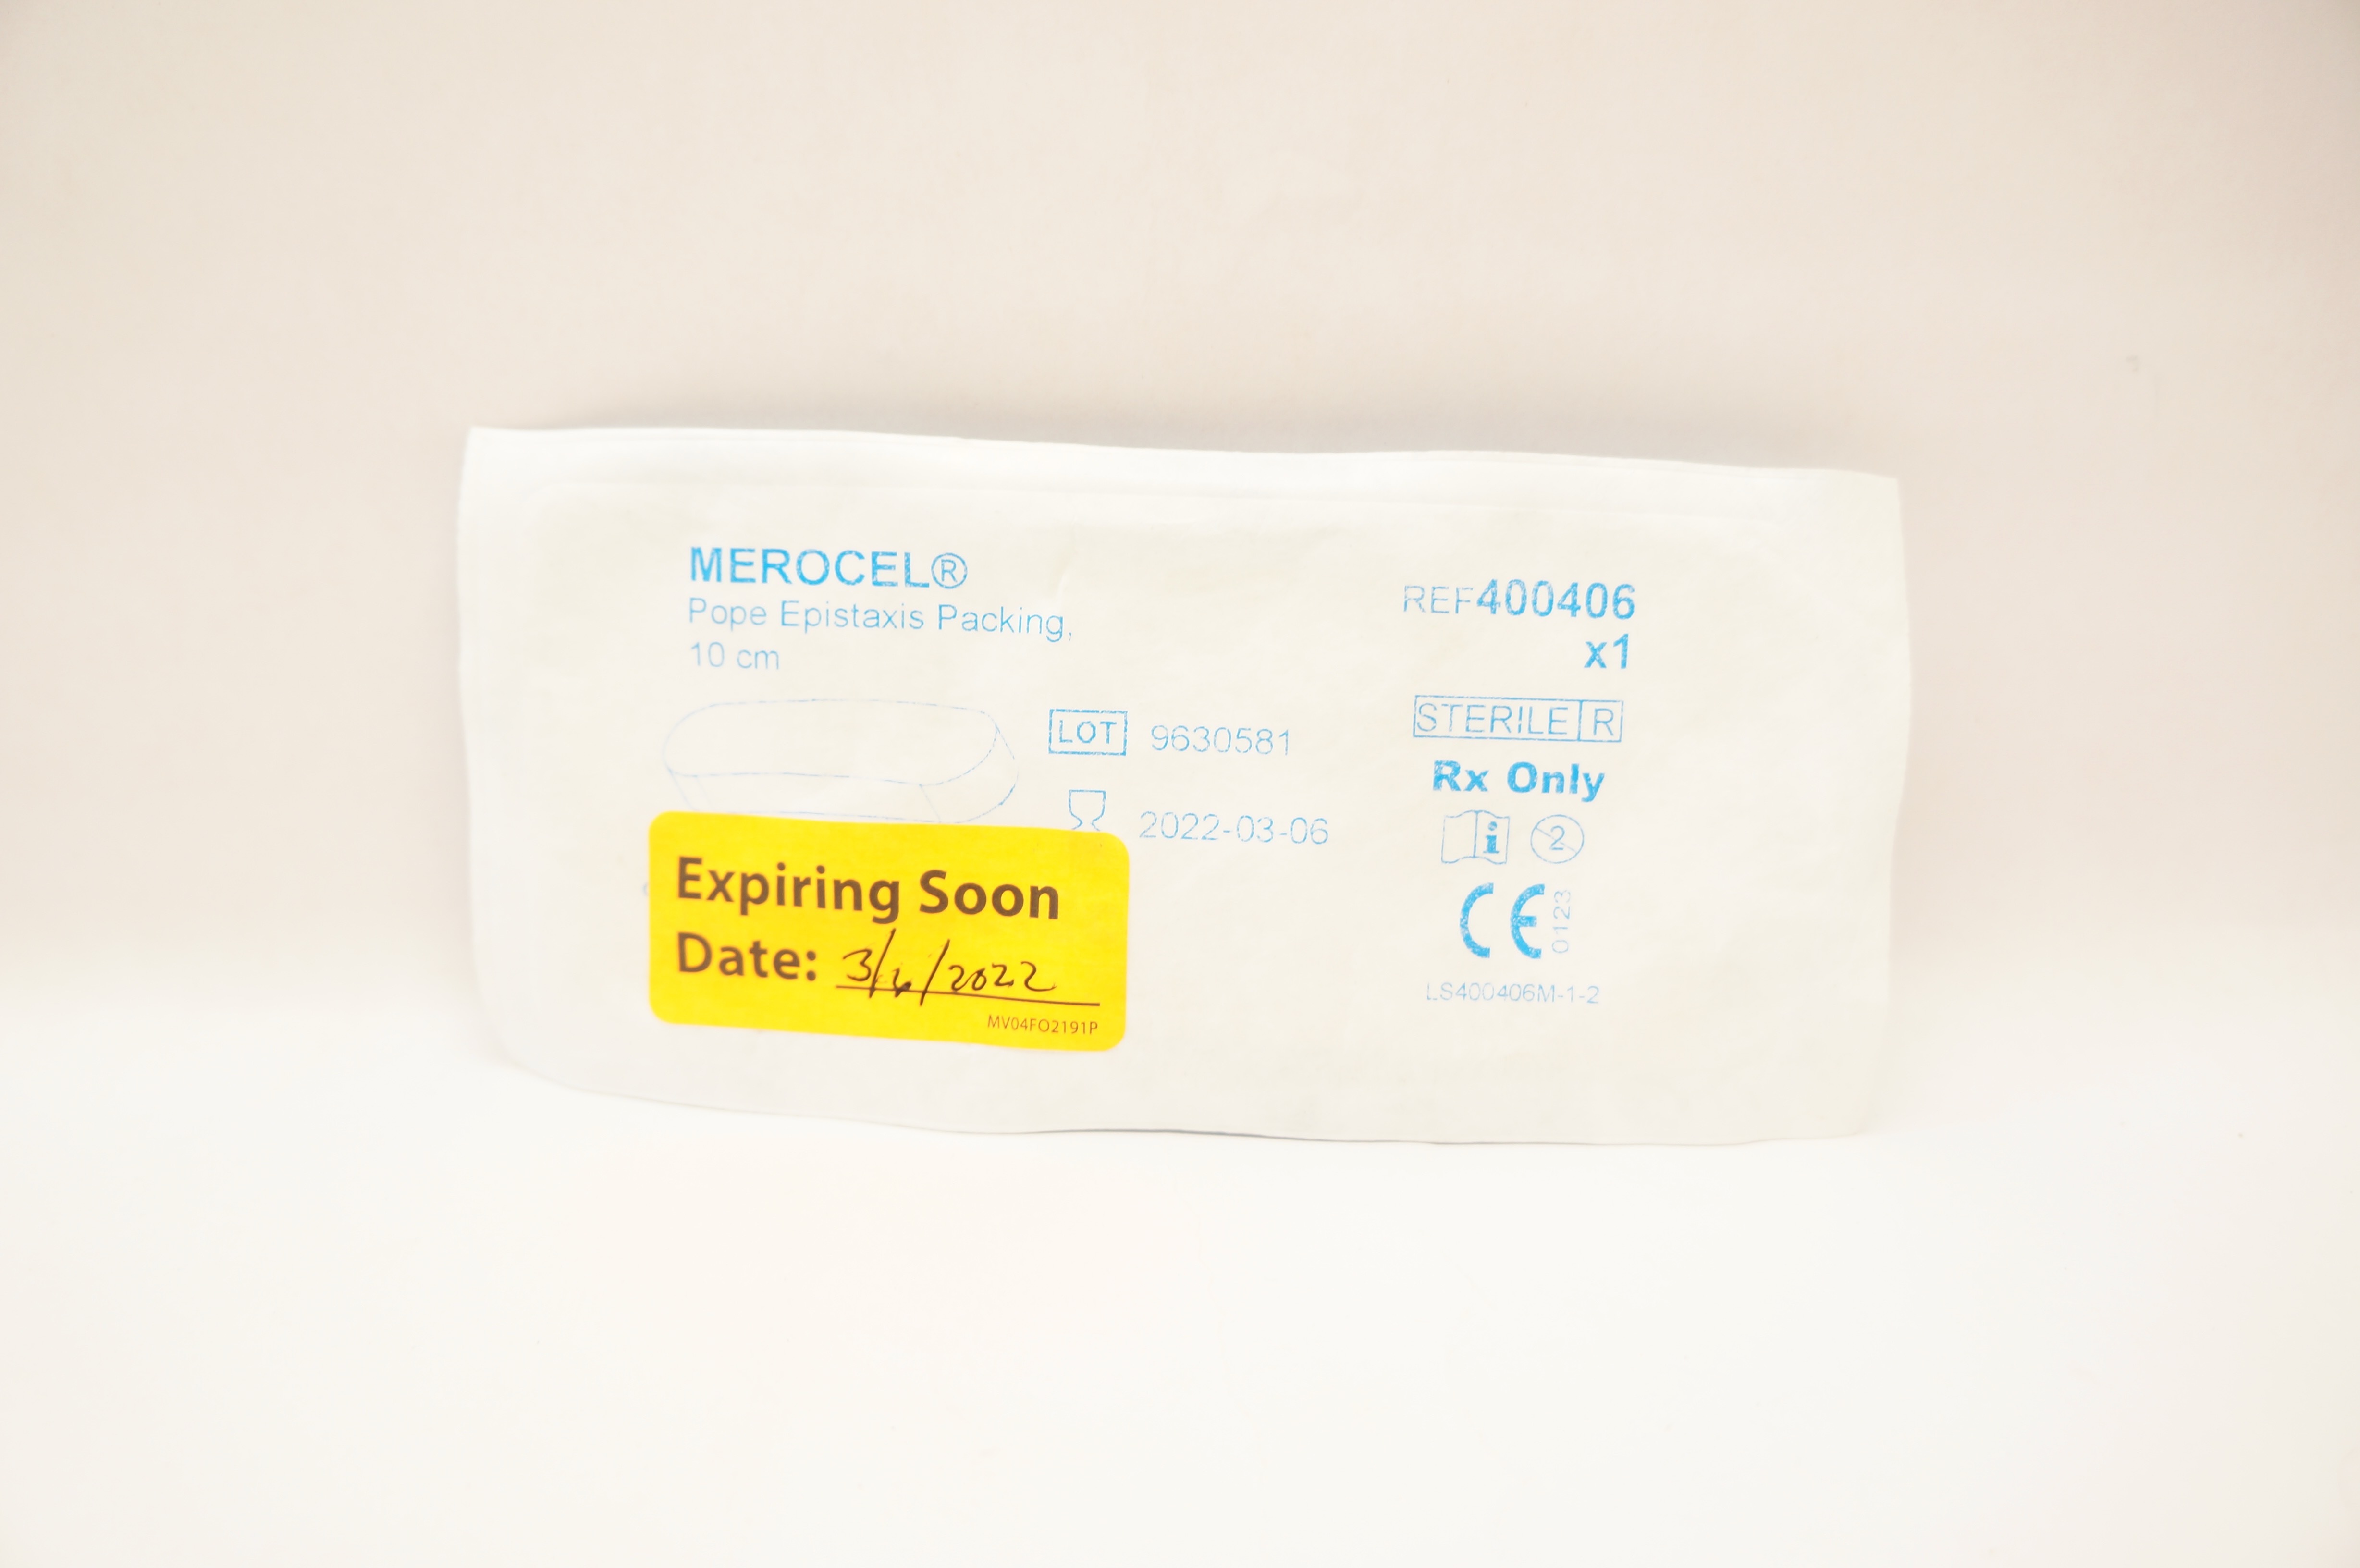 MEROCEL®
Pope Epistaxis Packing,
10 cm
REF400406
x1
LOT 9630581
2022-03-06
STERILE R
Rx Only
i 2
CE 0123
LS400406M-1-2
Expiring Soon
Date: 3/6/2022
MV04FO2191P